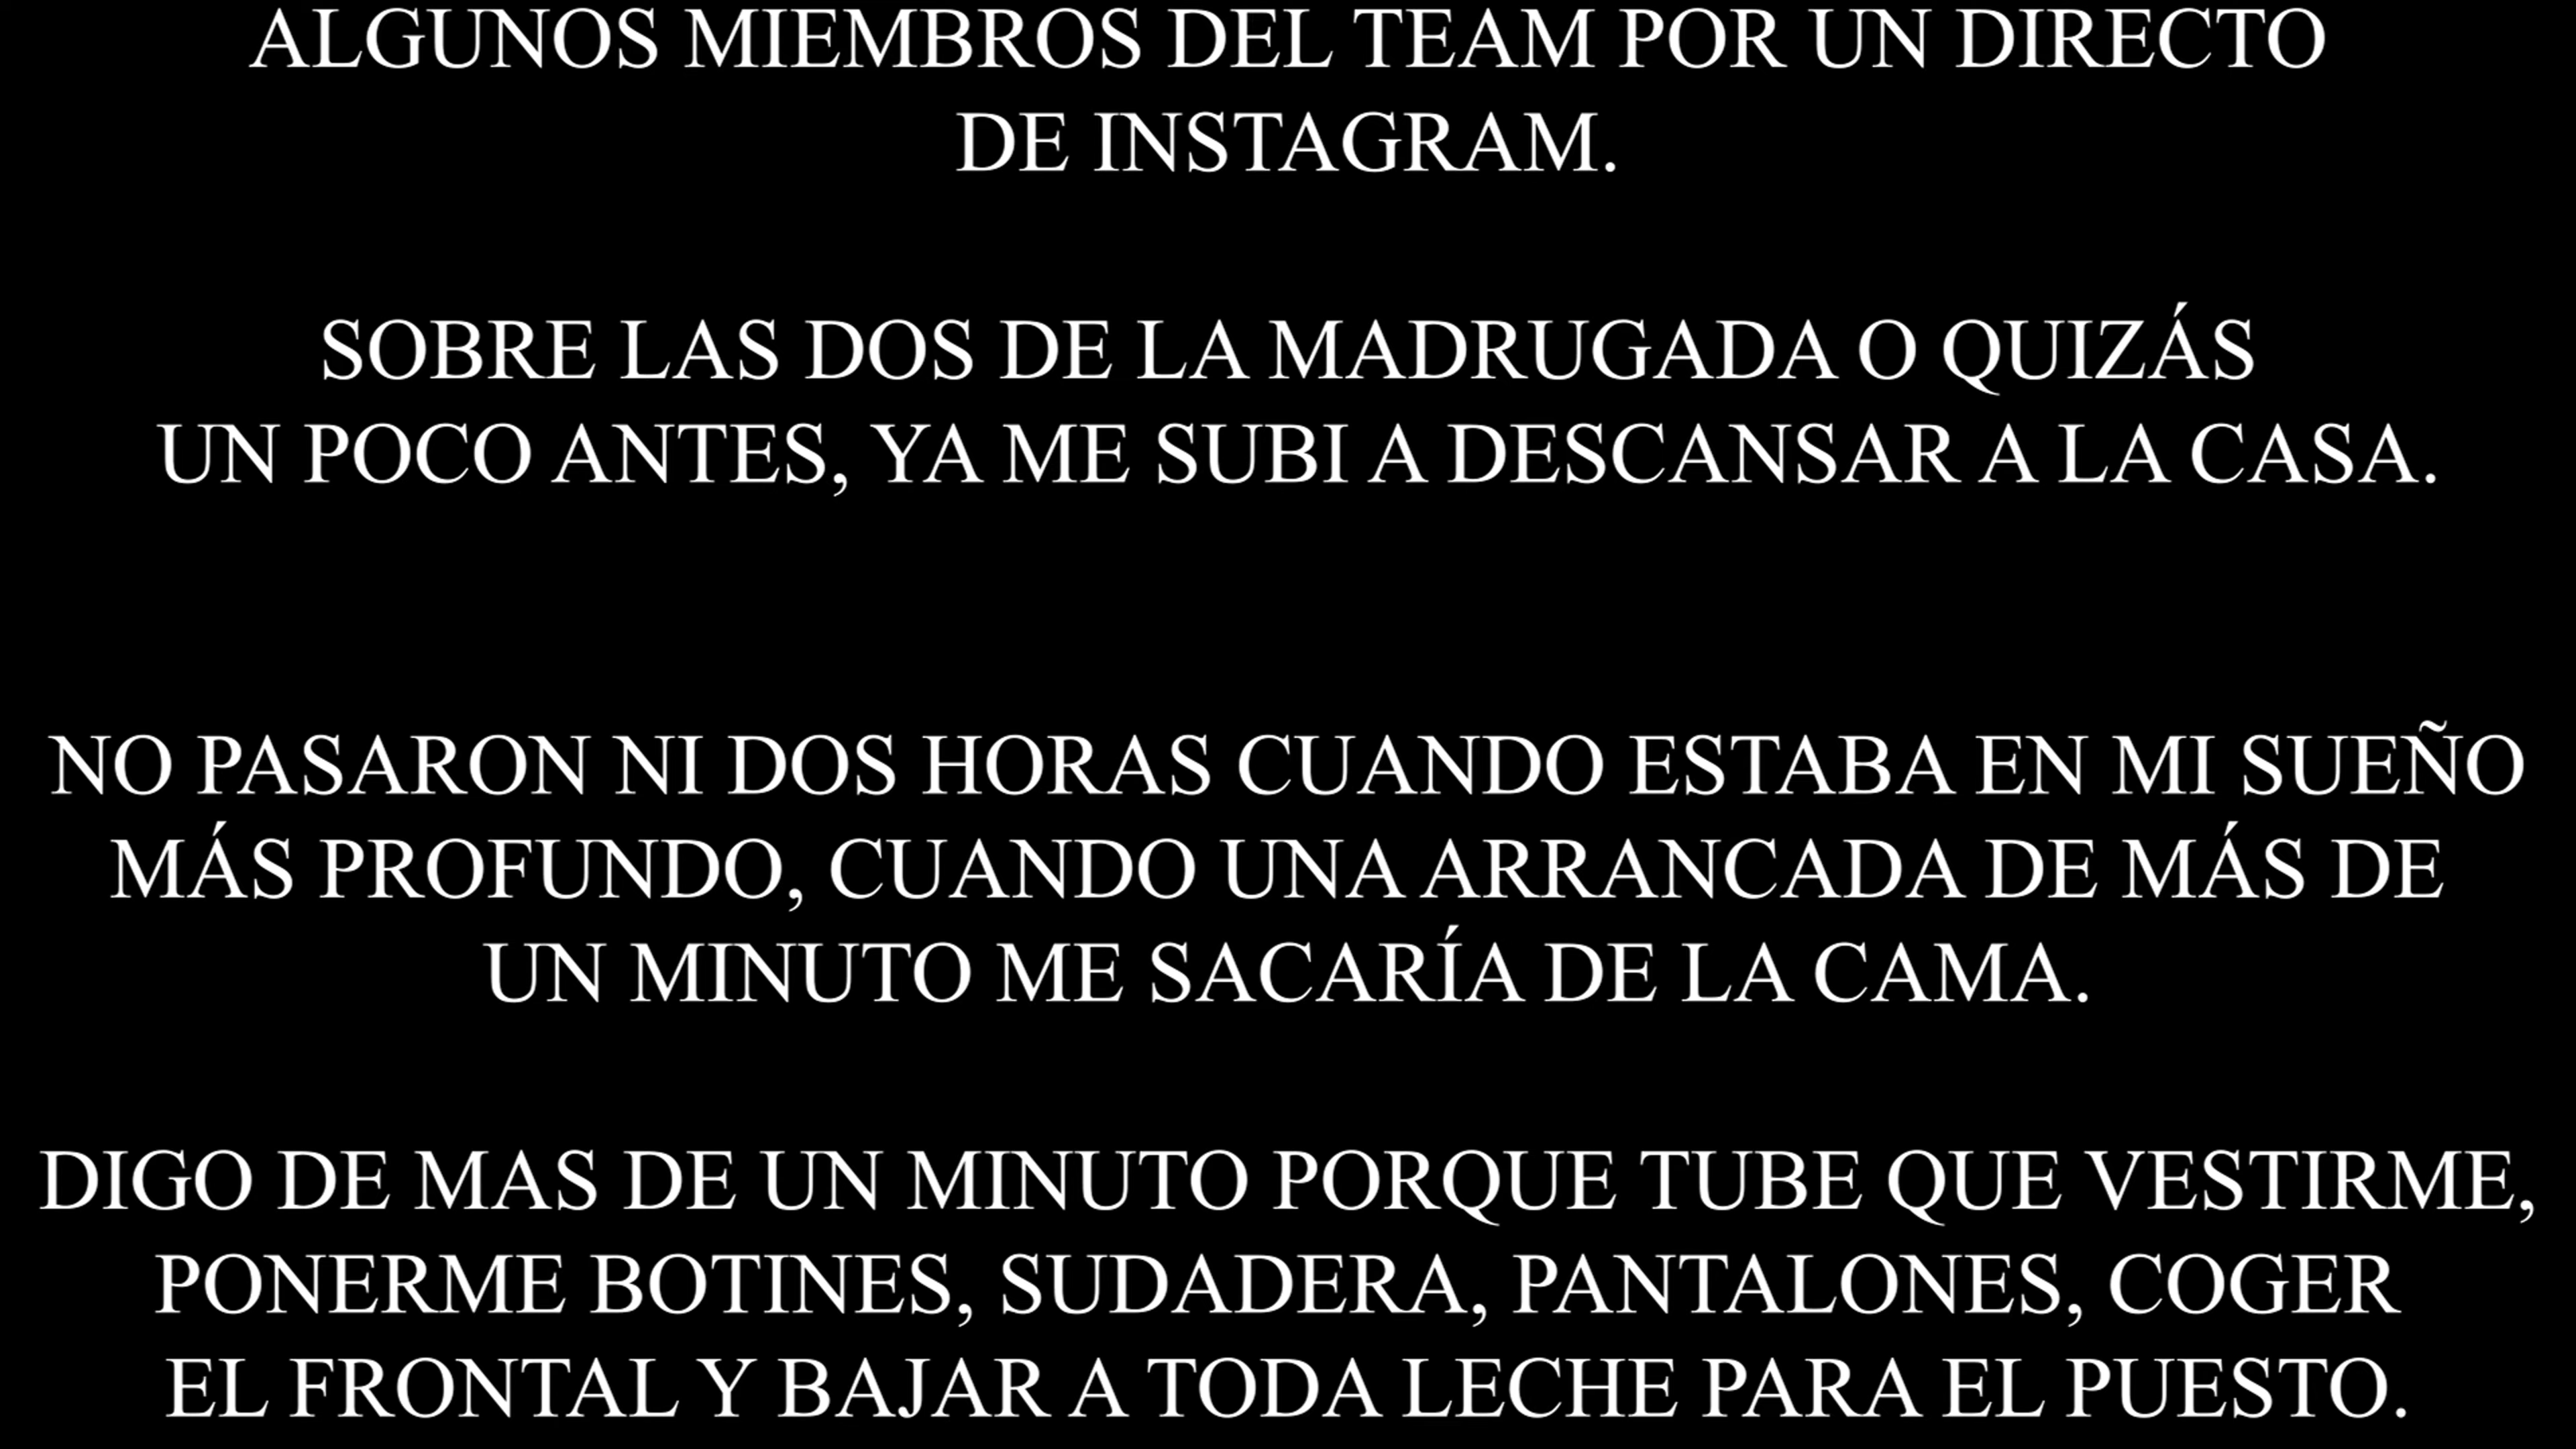 ALGUNOS MIEMBROS DEL TEAM POR UN DIRECTO
DE INSTAGRAM.
SOBRE LAS DOS DE LA MADRUGADA O QUIZÁS
UN POCO ANTES, YA ME SUBI A DESCANSAR A LA CASA.
NO PASARON NI DOS HORAS CUANDO ESTABA EN MI SUEÑO
MÁS PROFUNDO, CUANDO UNA ARRANCADA DE MÁS DE
UN MINUTO ME SACARÍA DE LA CAMA.
DIGO DE MAS DE UN MINUTO PORQUE TUBE QUE VESTIRME,
PONERME BOTINES, SUDADERA, PANTALONES, COGER
EL FRONTAL Y BAJAR A TODA LECHE PARA EL PUESTO.